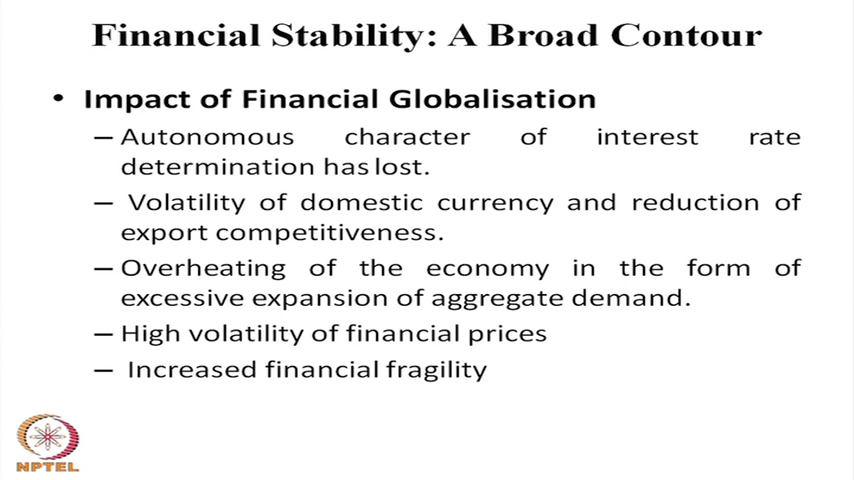 Financial Stability: A Broad Contour
• Impact of Financial Globalisation
– Autonomous character of interest rate
determination has lost.
– Volatility of domestic currency and reduction of
export competitiveness.
– Overheating of the economy in the form of
excessive expansion of aggregate demand.
– High volatility of financial prices
– Increased financial fragility
NPTEL